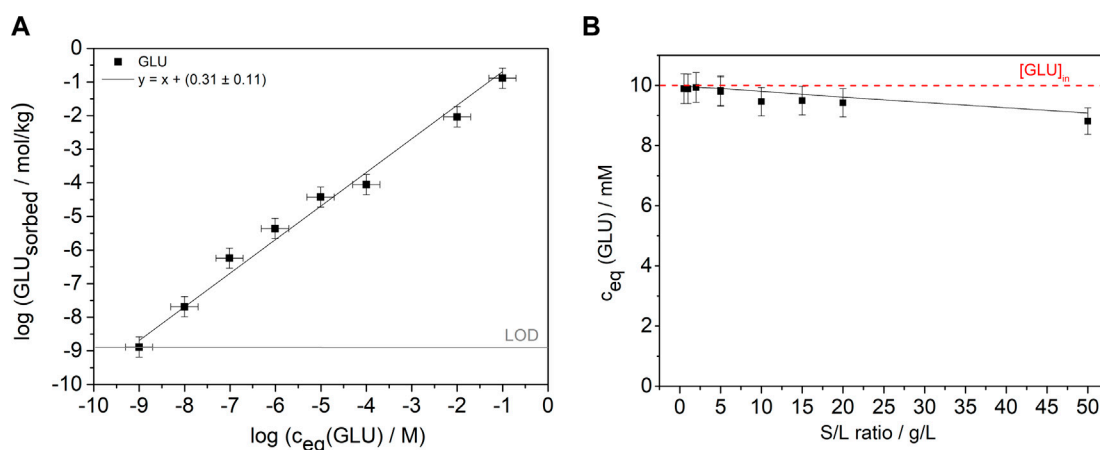 A
log (GLUsorbed / mol/kg)
0
-1
-2
-3
-4
-5
-6
-7
-8
-9
-10
GLU
y = x + (0.31 ± 0.11)
LOD
-10 -9 -8 -7 -6 -5 -4 -3 -2 -1 0
log (ceq(GLU) / M)
B
ceq (GLU) / mM
10
8
6
4
2
0
[GLU]in
0 5 10 15 20 25 30 35 40 45 50
S/L ratio / g/L